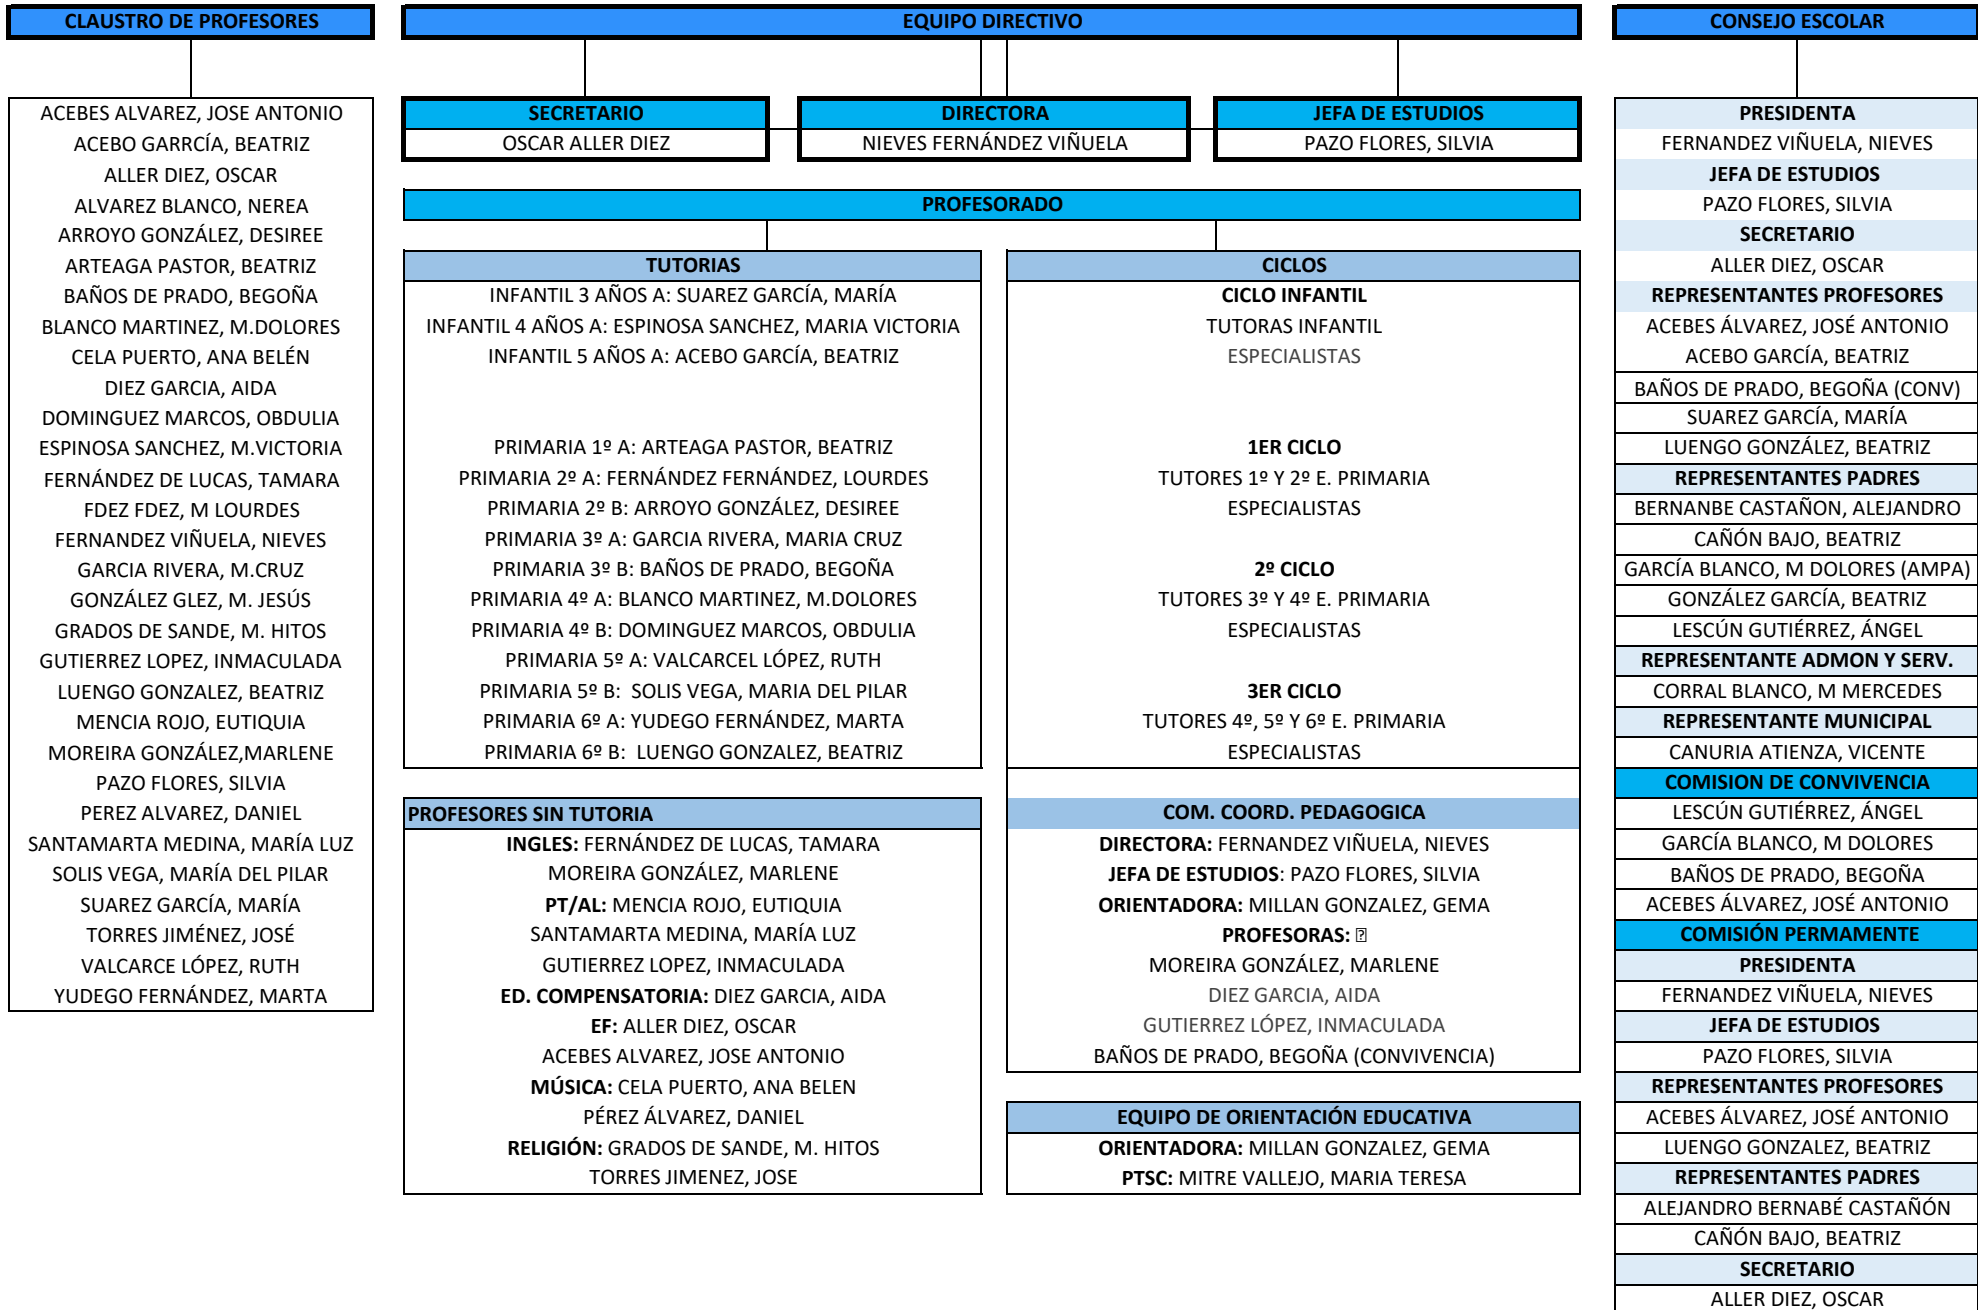 CLAUSTRO DE PROFESORES
ACEBES ALVAREZ, JOSE ANTONIO
ACEBO GARRCÍA, BEATRIZ
ALLER DIEZ, OSCAR
ALVAREZ BLANCO, NEREA
ARROYO GONZÁLEZ, DESIREE
ARTEAGA PASTOR, BEATRIZ
BAÑOS DE PRADO, BEGOÑA
BLANCO MARTINEZ, M.DOLORES
CELA PUERTO, ANA BELÉN
DIEZ GARCIA, AIDA
DOMINGUEZ MARCOS, OBDULIA
ESPINOSA SANCHEZ, M.VICTORIA
FERNÁNDEZ DE LUCAS, TAMARA
FDEZ FDEZ, M LOURDES
FERNANDEZ VIÑUELA, NIEVES
GARCIA RIVERA, M.CRUZ
GONZÁLEZ GLEZ, M. JESÚS
GRADOS DE SANDE, M. HITOS
GUTIERREZ LOPEZ, INMACULADA
LUENGO GONZALEZ, BEATRIZ
MENCIA ROJO, EUTIQUIA
MOREIRA GONZÁLEZ,MARLENE
PAZO FLORES, SILVIA
PEREZ ALVAREZ, DANIEL
SANTAMARTA MEDINA, MARÍA LUZ
SOLIS VEGA, MARÍA DEL PILAR
SUAREZ GARCÍA, MARÍA
TORRES JIMÉNEZ, JOSÉ
VALCARCE LÓPEZ, RUTH
YUDEGO FERNÁNDEZ, MARTA
EQUIPO DIRECTIVO
SECRETARIO
OSCAR ALLER DIEZ
DIRECTORA
NIEVES FERNÁNDEZ VIÑUELA
JEFA DE ESTUDIOS
PAZO FLORES, SILVIA
PROFESORADO
TUTORIAS
INFANTIL 3 AÑOS A: SUAREZ GARCÍA, MARÍA
INFANTIL 4 AÑOS A: ESPINOSA SANCHEZ, MARIA VICTORIA
INFANTIL 5 AÑOS A: ACEBO GARCÍA, BEATRIZ
PRIMARIA 1º A: ARTEAGA PASTOR, BEATRIZ
PRIMARIA 2º A: FERNÁNDEZ FERNÁNDEZ, LOURDES
PRIMARIA 2º B: ARROYO GONZÁLEZ, DESIREE
PRIMARIA 3º A: GARCIA RIVERA, MARIA CRUZ
PRIMARIA 3º B: BAÑOS DE PRADO, BEGOÑA
PRIMARIA 4º A: BLANCO MARTINEZ, M.DOLORES
PRIMARIA 4º B: DOMINGUEZ MARCOS, OBDULIA
PRIMARIA 5º A: VALCARCEL LÓPEZ, RUTH
PRIMARIA 5º B: SOLIS VEGA, MARIA DEL PILAR
PRIMARIA 6º A: YUDEGO FERNÁNDEZ, MARTA
PRIMARIA 6º B: LUENGO GONZALEZ, BEATRIZ
PROFESORES SIN TUTORIA
INGLES: FERNÁNDEZ DE LUCAS, TAMARA
MOREIRA GONZÁLEZ, MARLENE
PT/AL: MENCIA ROJO, EUTIQUIA
SANTAMARTA MEDINA, MARÍA LUZ
GUTIERREZ LOPEZ, INMACULADA
ED. COMPENSATORIA: DIEZ GARCIA, AIDA
EF: ALLER DIEZ, OSCAR
ACEBES ALVAREZ, JOSE ANTONIO
MÚSICA: CELA PUERTO, ANA BELEN
PÉREZ ÁLVAREZ, DANIEL
RELIGIÓN: GRADOS DE SANDE, M. HITOS
TORRES JIMENEZ, JOSE
CICLOS
CICLO INFANTIL
TUTORAS INFANTIL
ESPECIALISTAS
1ER CICLO
TUTORES 1º Y 2º E. PRIMARIA
ESPECIALISTAS
2º CICLO
TUTORES 3º Y 4º E. PRIMARIA
ESPECIALISTAS
3ER CICLO
TUTORES 4º, 5º Y 6º E. PRIMARIA
ESPECIALISTAS
COM. COORD. PEDAGOGICA
DIRECTORA: FERNANDEZ VIÑUELA, NIEVES
JEFA DE ESTUDIOS: PAZO FLORES, SILVIA
ORIENTADORA: MILLAN GONZALEZ, GEMA
PROFESORAS:
MOREIRA GONZÁLEZ, MARLENE
DIEZ GARCIA, AIDA
GUTIERREZ LÓPEZ, INMACULADA
BAÑOS DE PRADO, BEGOÑA (CONVIVENCIA)
EQUIPO DE ORIENTACIÓN EDUCATIVA
ORIENTADORA: MILLAN GONZALEZ, GEMA
PTSC: MITRE VALLEJO, MARIA TERESA
CONSEJO ESCOLAR
PRESIDENTA
FERNANDEZ VIÑUELA, NIEVES
JEFA DE ESTUDIOS
PAZO FLORES, SILVIA
SECRETARIO
ALLER DIEZ, OSCAR
REPRESENTANTES PROFESORES
ACEBES ÁLVAREZ, JOSÉ ANTONIO
ACEBO GARCÍA, BEATRIZ
BAÑOS DE PRADO, BEGOÑA (CONV)
SUAREZ GARCÍA, MARÍA
LUENGO GONZÁLEZ, BEATRIZ
REPRESENTANTES PADRES
BERNANBE CASTAÑON, ALEJANDRO
CAÑÓN BAJO, BEATRIZ
GARCÍA BLANCO, M DOLORES (AMPA)
GONZÁLEZ GARCÍA, BEATRIZ
LESCÚN GUTIÉRREZ, ÁNGEL
REPRESENTANTE ADMON Y SERV.
CORRAL BLANCO, M MERCEDES
REPRESENTANTE MUNICIPAL
CANURIA ATIENZA, VICENTE
COMISION DE CONVIVENCIA
LESCÚN GUTIÉRREZ, ÁNGEL
GARCÍA BLANCO, M DOLORES
BAÑOS DE PRADO, BEGOÑA
ACEBES ÁLVAREZ, JOSÉ ANTONIO
COMISIÓN PERMAMENTE
PRESIDENTA
FERNANDEZ VIÑUELA, NIEVES
JEFA DE ESTUDIOS
PAZO FLORES, SILVIA
REPRESENTANTES PROFESORES
ACEBES ÁLVAREZ, JOSÉ ANTONIO
LUENGO GONZALEZ, BEATRIZ
REPRESENTANTES PADRES
ALEJANDRO BERNABÉ CASTAÑÓN
CAÑÓN BAJO, BEATRIZ
SECRETARIO
ALLER DIEZ, OSCAR